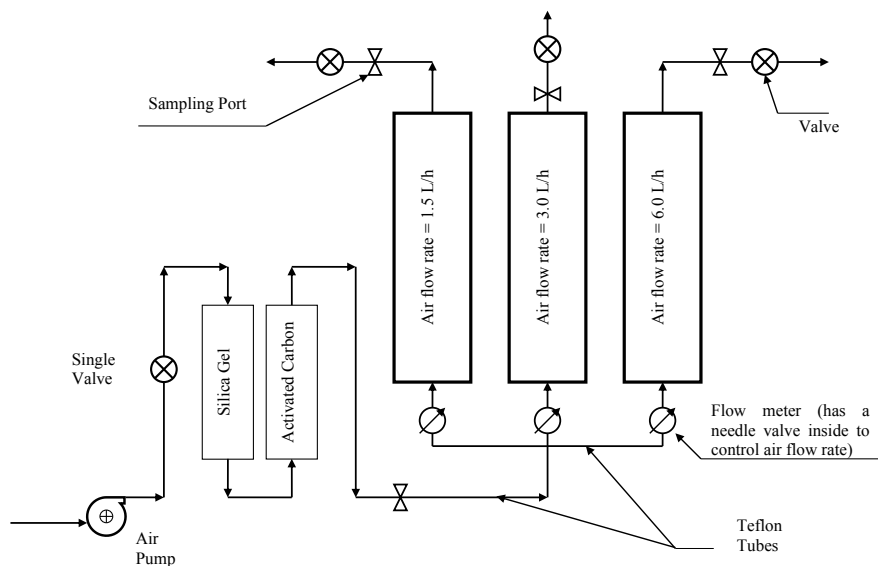 Sampling Port
Valve
Air flow rate = 1.5 L/h
Air flow rate = 3.0 L/h
Air flow rate = 6.0 L/h
Single
Valve
Silica Gel
Activated Carbon
Flow meter (has a
needle valve inside to
control air flow rate)
Air
Pump
Teflon
Tubes